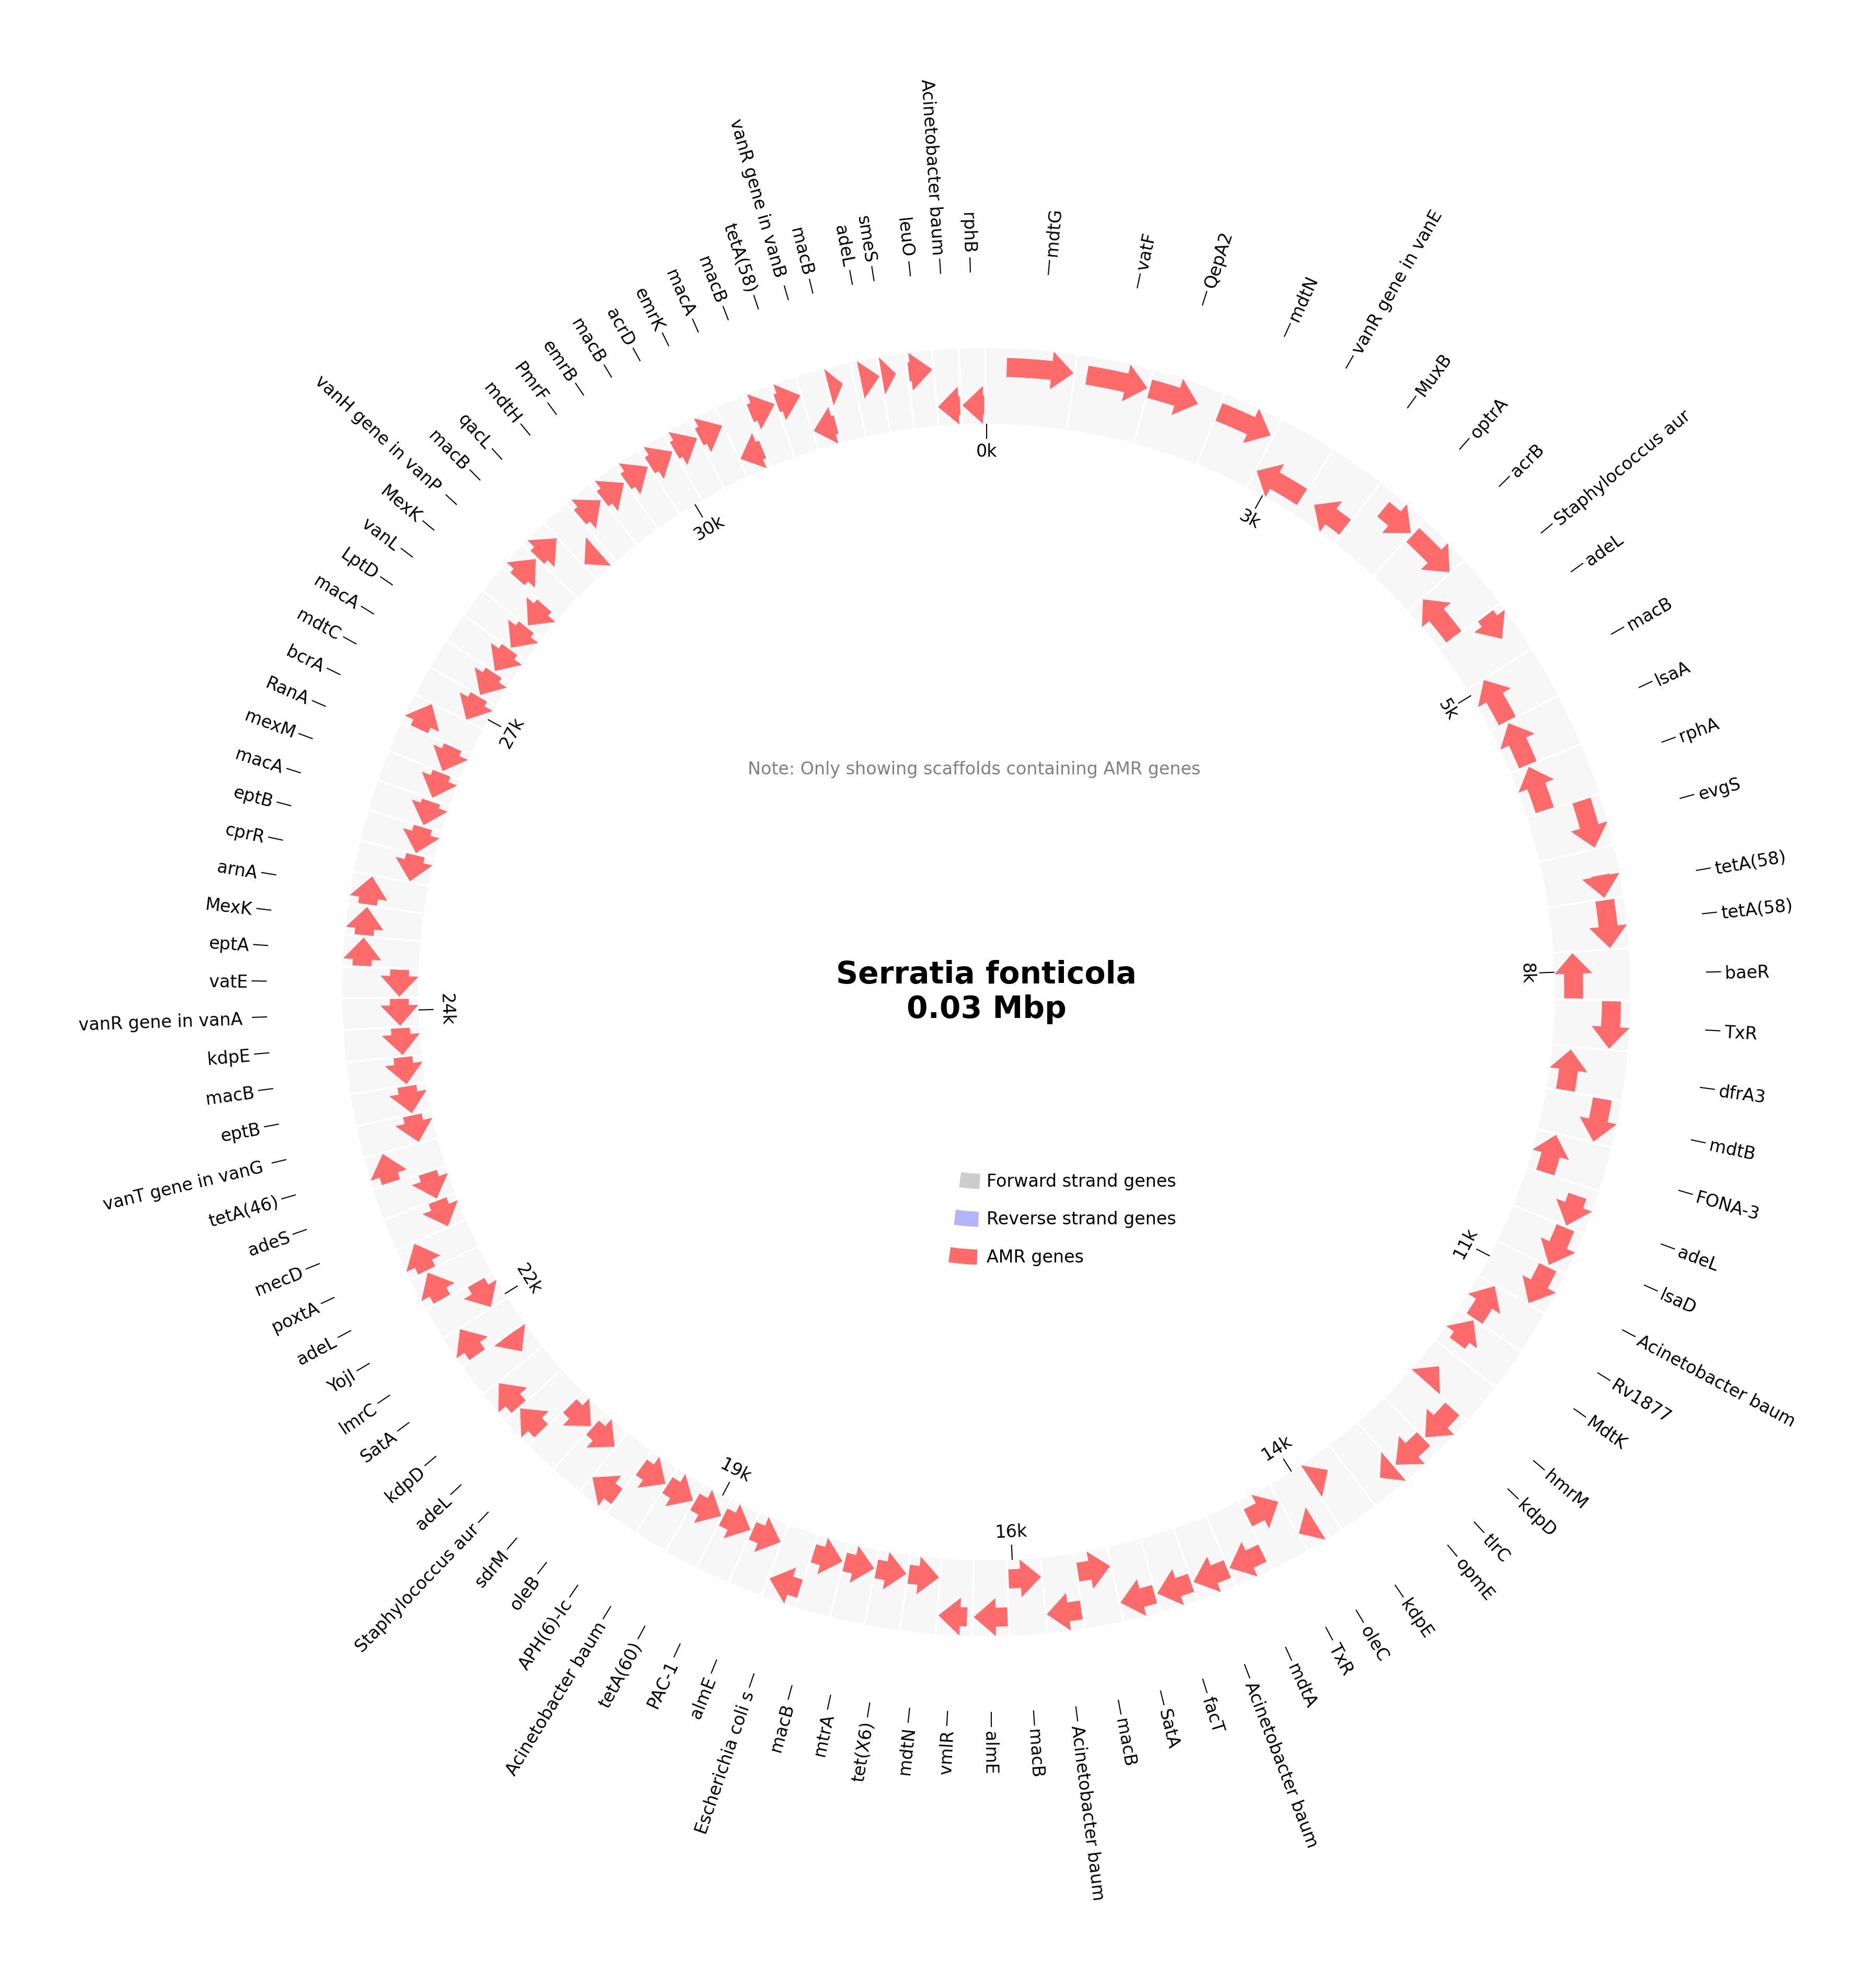 mdtG
vatF
QepA2
mdtN
vanR gene in vanE
MuxB
optrA
acrB
Staphylococcus aur
adeL
macB
lsaA
rphA
evgS
tetA(58)
tetA(58)
baeR
TxR
dfrA3
mdtB
FONA-3
adeL
lsaD
Acinetobacter baum
Rv1877
MdtK
hmrM
kdpD
tlrC
opmE
kdpE
oleC
TxR
mdtA
Acinetobacter baum
facT
SatA
macB
Acinetobacter baum
macB
almE
vmlR
mdtN
tet(X6)
mtrA
macB
Escherichia coli s
almE
PAC-1
tetA(60)
Acinetobacter baum
APH(6)-Ic
oleB
sdrM
Staphylococcus aur
adeL
kdpD
SatA
lmrC
YojI
adeL
poxtA
mecD
adeS
tetA(46)
vanT gene in vanG
eptB
macB
kdpE
vanR gene in vanA
vatE
eptA
MexK
arnA
cprR
eptB
macA
mexM
RanA
bcrA
mdtC
macA
LptD
vanL
MexK
vanH gene in vanP
macB
qacL
mdtH
PmrF
emrB
macB
acrD
emrK
macA
macB
tetA(58)
vanR gene in vanB
macB
adeL
smeS
leuO
Acinetobacter baum
rphB
0k
3k
5k
8k
11k
14k
16k
19k
22k
24k
27k
30k
Note: Only showing scaffolds containing AMR genes
Serratia fonticola
0.03 Mbp
Forward strand genes
Reverse strand genes
AMR genes